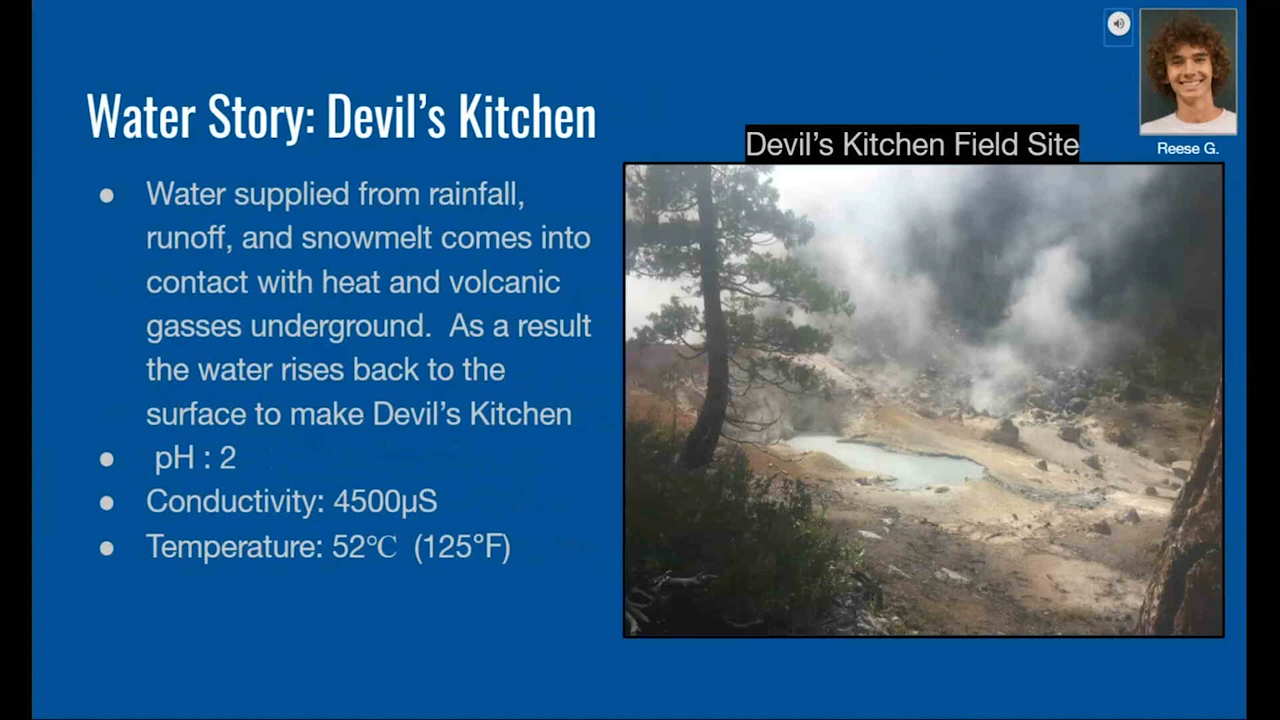 Water Story: Devil's Kitchen
● Water supplied from rainfall,
runoff, and snowmelt comes into
contact with heat and volcanic
gasses underground.  As a result
the water rises back to the
surface to make Devil's Kitchen
● pH : 2
● Conductivity: 4500µS
● Temperature: 52℃ (125°F)
Devil's Kitchen Field Site
Reese G.